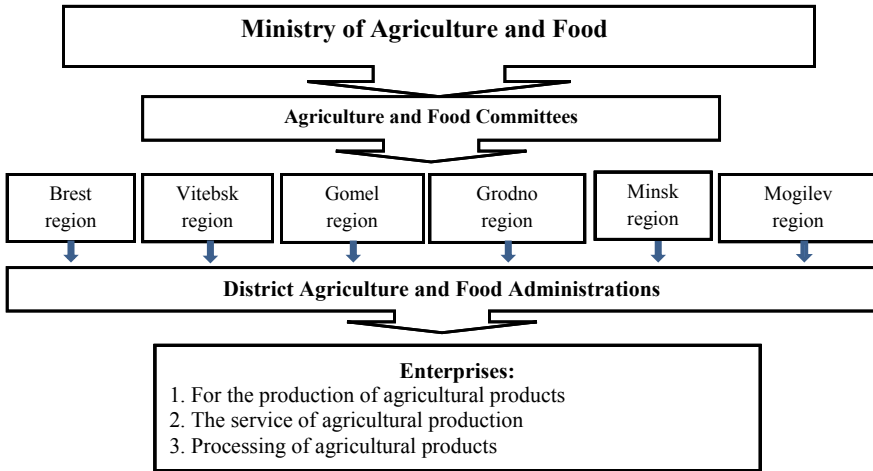 Ministry of Agriculture and Food
Agriculture and Food Committees
Brest
region
Vitebsk
region
Gomel
region
Grodno
region
Minsk
region
Mogilev
region
District Agriculture and Food Administrations
Enterprises:
1. For the production of agricultural products
2. The service of agricultural production
3. Processing of agricultural products